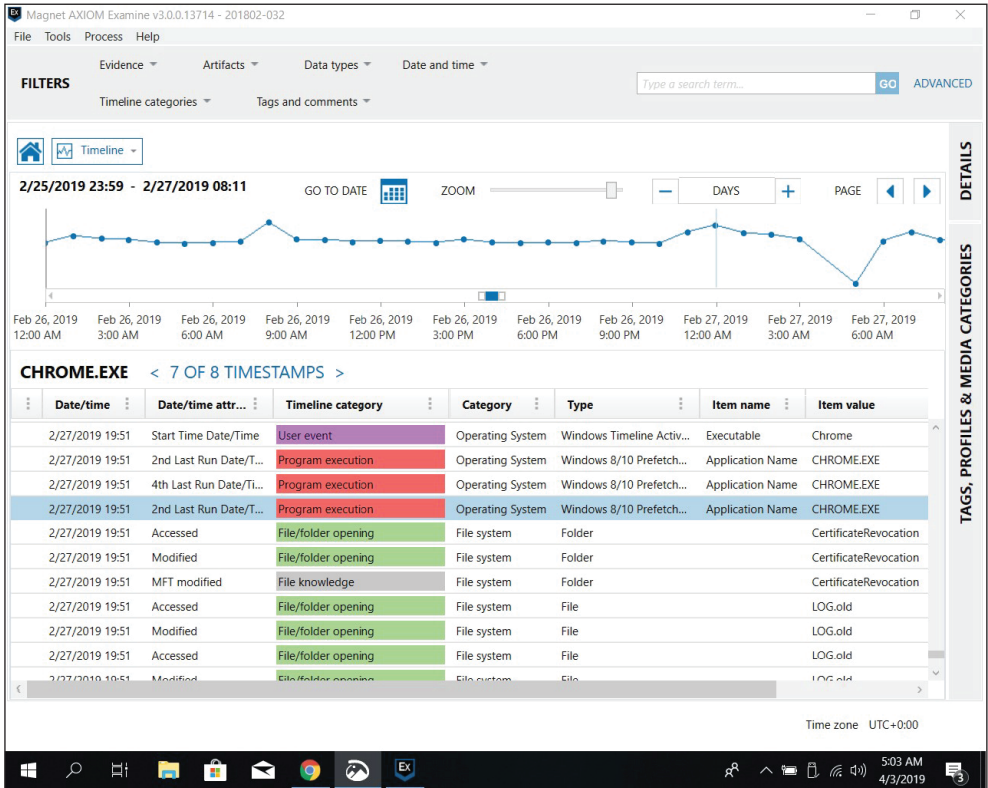 Magnet AXIOM Examine v3.0.0.13714 - 201802-032
File Tools Process Help
FILTERS
Evidence Artifacts Data types Date and time
Timeline categories Tags and comments
Type a search term...
GO
ADVANCED
Timeline
2/25/2019 23:59 - 2/27/2019 08:11
GO TO DATE
ZOOM
DAYS
PAGE
DETAILS
TAGS, PROFILES & MEDIA CATEGORIES
Feb 26, 2019 Feb 26, 2019 Feb 26, 2019 Feb 26, 2019 Feb 26, 2019 Feb 26, 2019 Feb 26, 2019 Feb 26, 2019 Feb 27, 2019 Feb 27, 2019 Feb 27, 2019
12:00 AM 3:00 AM 6:00 AM 9:00 AM 12:00 PM 3:00 PM 6:00 PM 9:00 PM 12:00 AM 3:00 AM 6:00 AM
CHROME.EXE < 7 OF 8 TIMESTAMPS >
Date/time Date/time attr... Timeline category Category Type Item name Item value
2/27/2019 19:51 Start Time Date/Time User event Operating System Windows Timeline Activ... Executable Chrome
2/27/2019 19:51 2nd Last Run Date/T... Program execution Operating System Windows 8/10 Prefetch... Application Name CHROME.EXE
2/27/2019 19:51 4th Last Run Date/Ti... Program execution Operating System Windows 8/10 Prefetch... Application Name CHROME.EXE
2/27/2019 19:51 2nd Last Run Date/T... Program execution Operating System Windows 8/10 Prefetch... Application Name CHROME.EXE
2/27/2019 19:51 Accessed File/folder opening File system Folder CertificateRevocation
2/27/2019 19:51 Modified File/folder opening File system Folder CertificateRevocation
2/27/2019 19:51 MFT modified File knowledge File system Folder CertificateRevocation
2/27/2019 19:51 Accessed File/folder opening File system File LOG.old
2/27/2019 19:51 Modified File/folder opening File system File LOG.old
2/27/2019 19:51 Accessed File/folder opening File system File LOG.old
2/27/2019 19:51 Modified File/folder opening File system File LOG.old
Time zone UTC+0:00
5:03 AM
4/3/2019